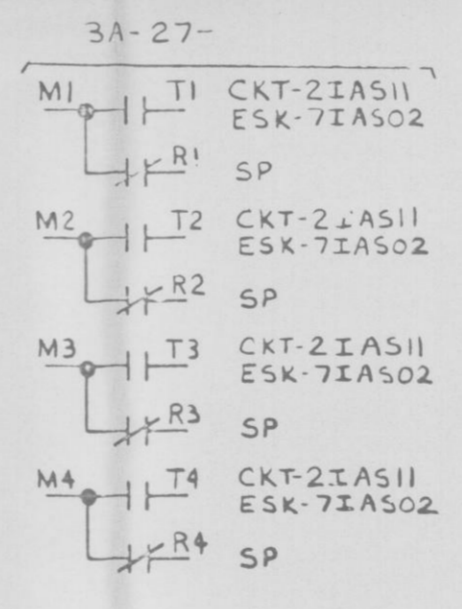 3A-27-
M1 T1 CKT-2IAS11
ESK-7IAS02
R1 SP
M2 T2 CKT-2IAS11
ESK-7IAS02
R2 SP
M3 T3 CKT-2IAS11
ESK-7IAS02
R3 SP
M4 T4 CKT-2IAS11
ESK-7IAS02
R4 SP